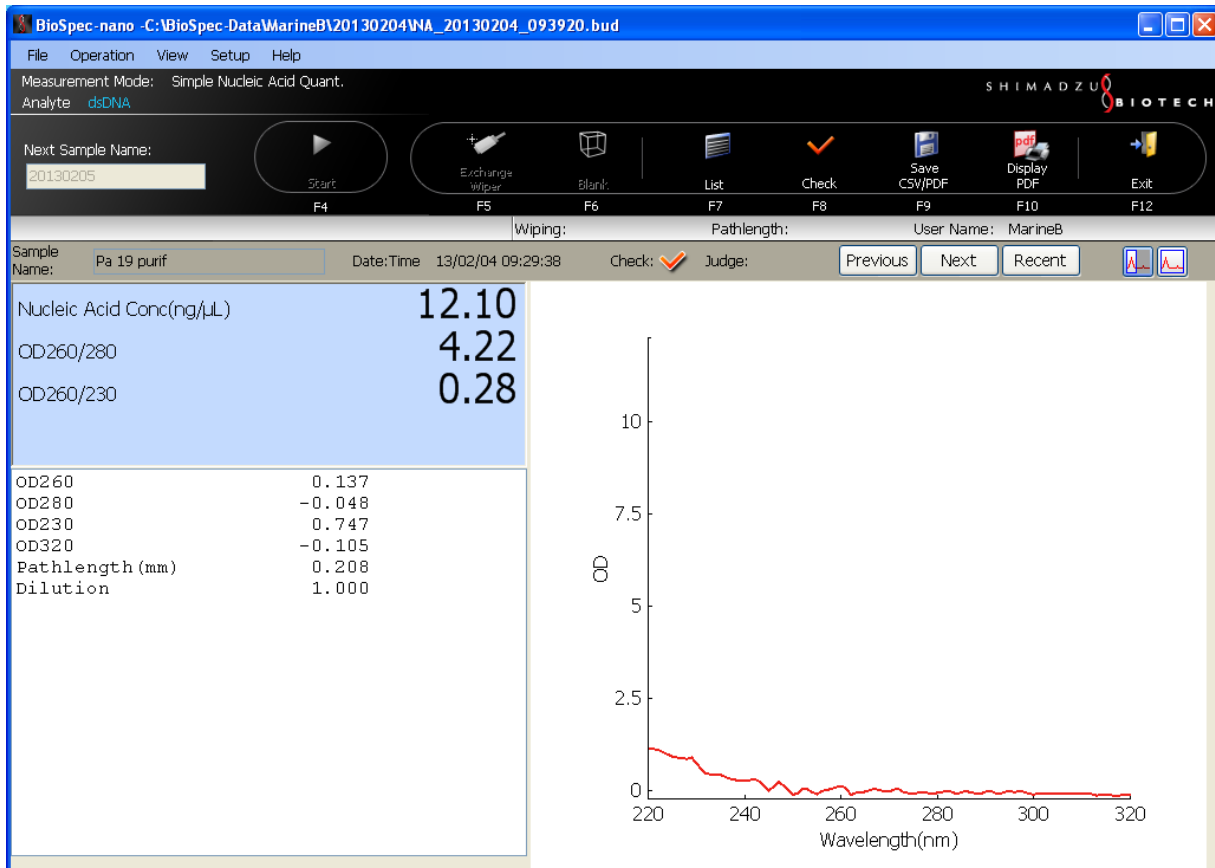 BioSpec-nano -C:\BioSpec-Data\MarineB\20130204\NA_20130204_093920.bud
File Operation View Setup Help
Measurement Mode: Simple Nucleic Acid Quant.
Analyte dsDNA
SHIMADZU
BIOTECH
Next Sample Name:
20130205
Start
F4
Exchange
Wiper
F5
Blank
F6
List
F7
Check
F8
Save
CSV/PDF
F9
pdf
Display
PDF
F10
Exit
F12
Wiping: Pathlength: User Name: MarineB
Sample
Name:
Pa 19 purif Date:Time 13/02/04 09:29:38 Check: Judge: Previous Next Recent
Nucleic Acid Conc(ng/µL) 12.10
OD260/280 4.22
OD260/230 0.28
OD260 0.137
OD280 -0.048
OD230 0.747
OD320 -0.105
Pathlength(mm) 0.208
Dilution 1.000
10
7.5
OD
5
2.5
0
220 240 260 280 300 320
Wavelength(nm)